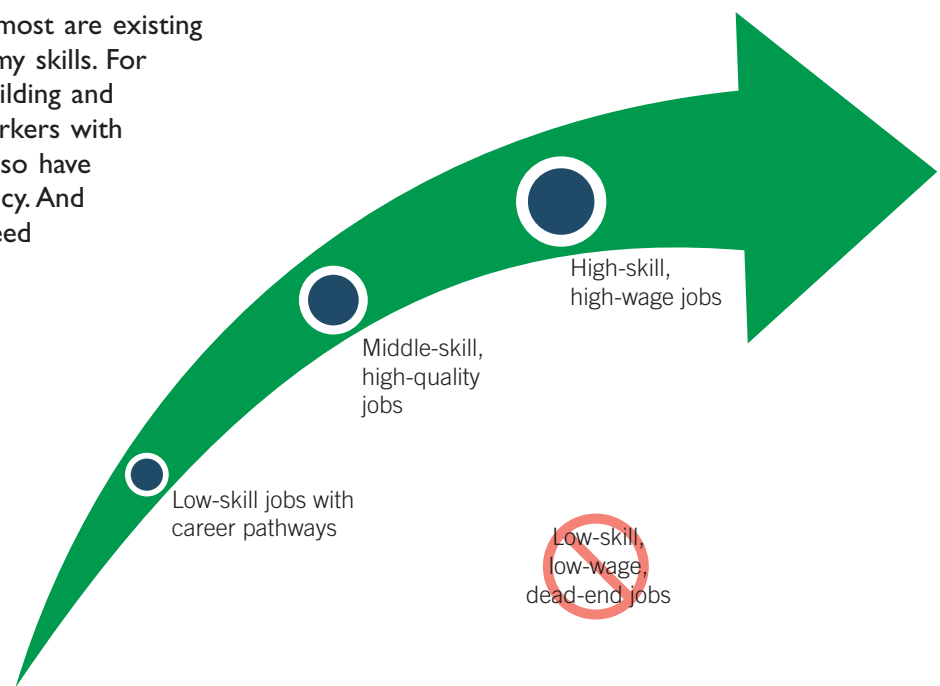 most are existing
my skills. For
ilding and
rkers with
so have
cy. And
eed
High-skill,
high-wage jobs
Middle-skill,
high-quality
jobs
Low-skill jobs with
career pathways
Low-skill,
low-wage,
dead-end jobs